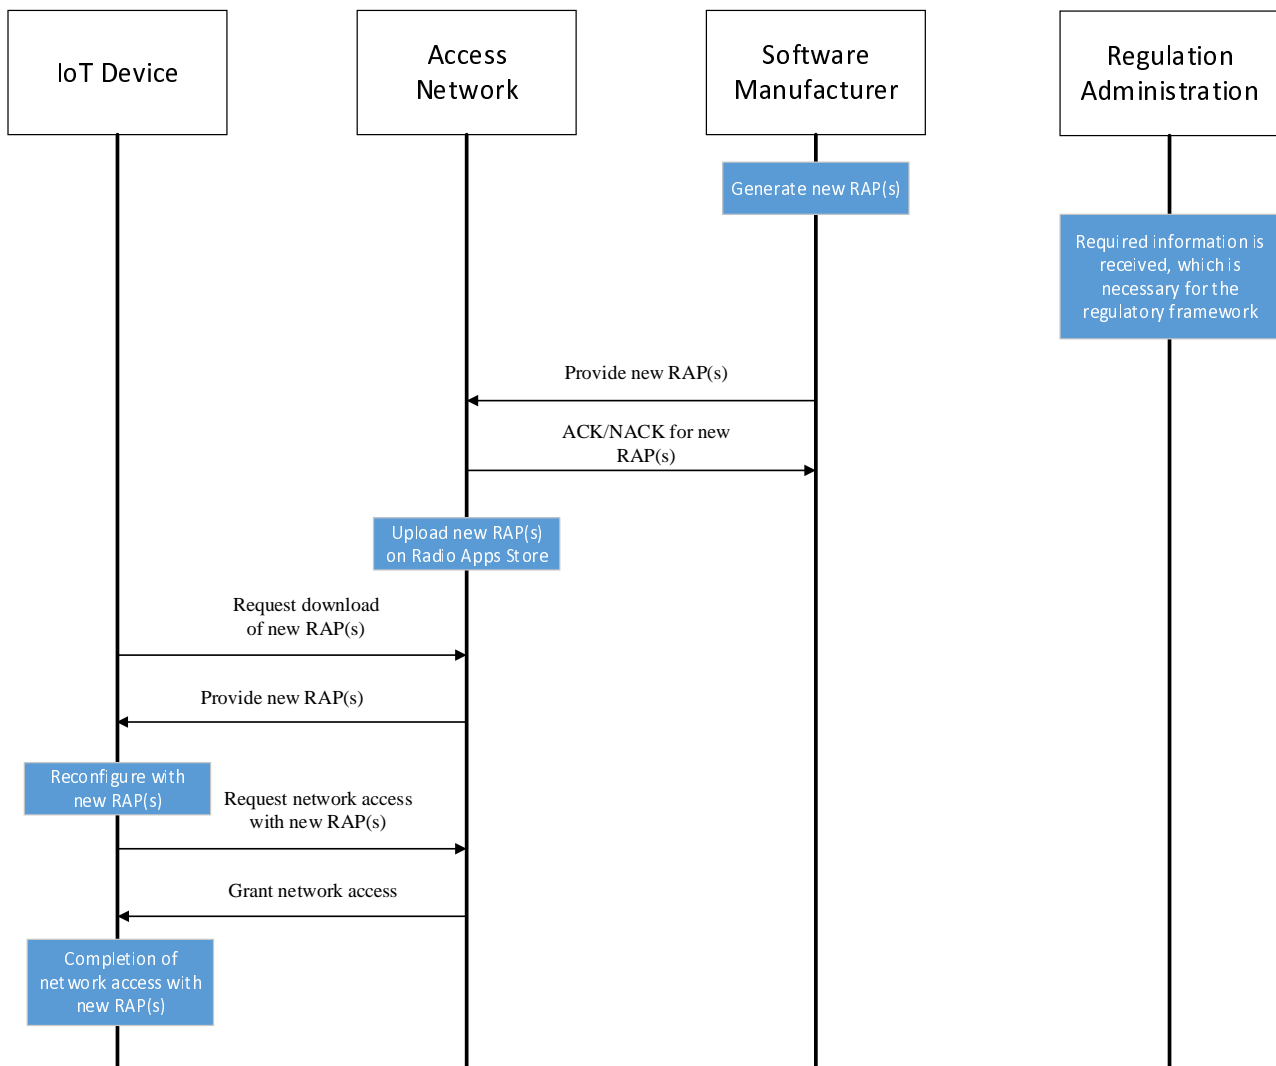 IoT Device
Access
Network
Software
Manufacturer
Regulation
Administration
Generate new RAP(s)
Required information is
received, which is
necessary for the
regulatory framework
Provide new RAP(s)
ACK/NACK for new
RAP(s)
Upload new RAP(s)
on Radio Apps Store
Request download
of new RAP(s)
Provide new RAP(s)
Reconfigure with
new RAP(s)
Request network access
with new RAP(s)
Grant network access
Completion of
network access with
new RAP(s)